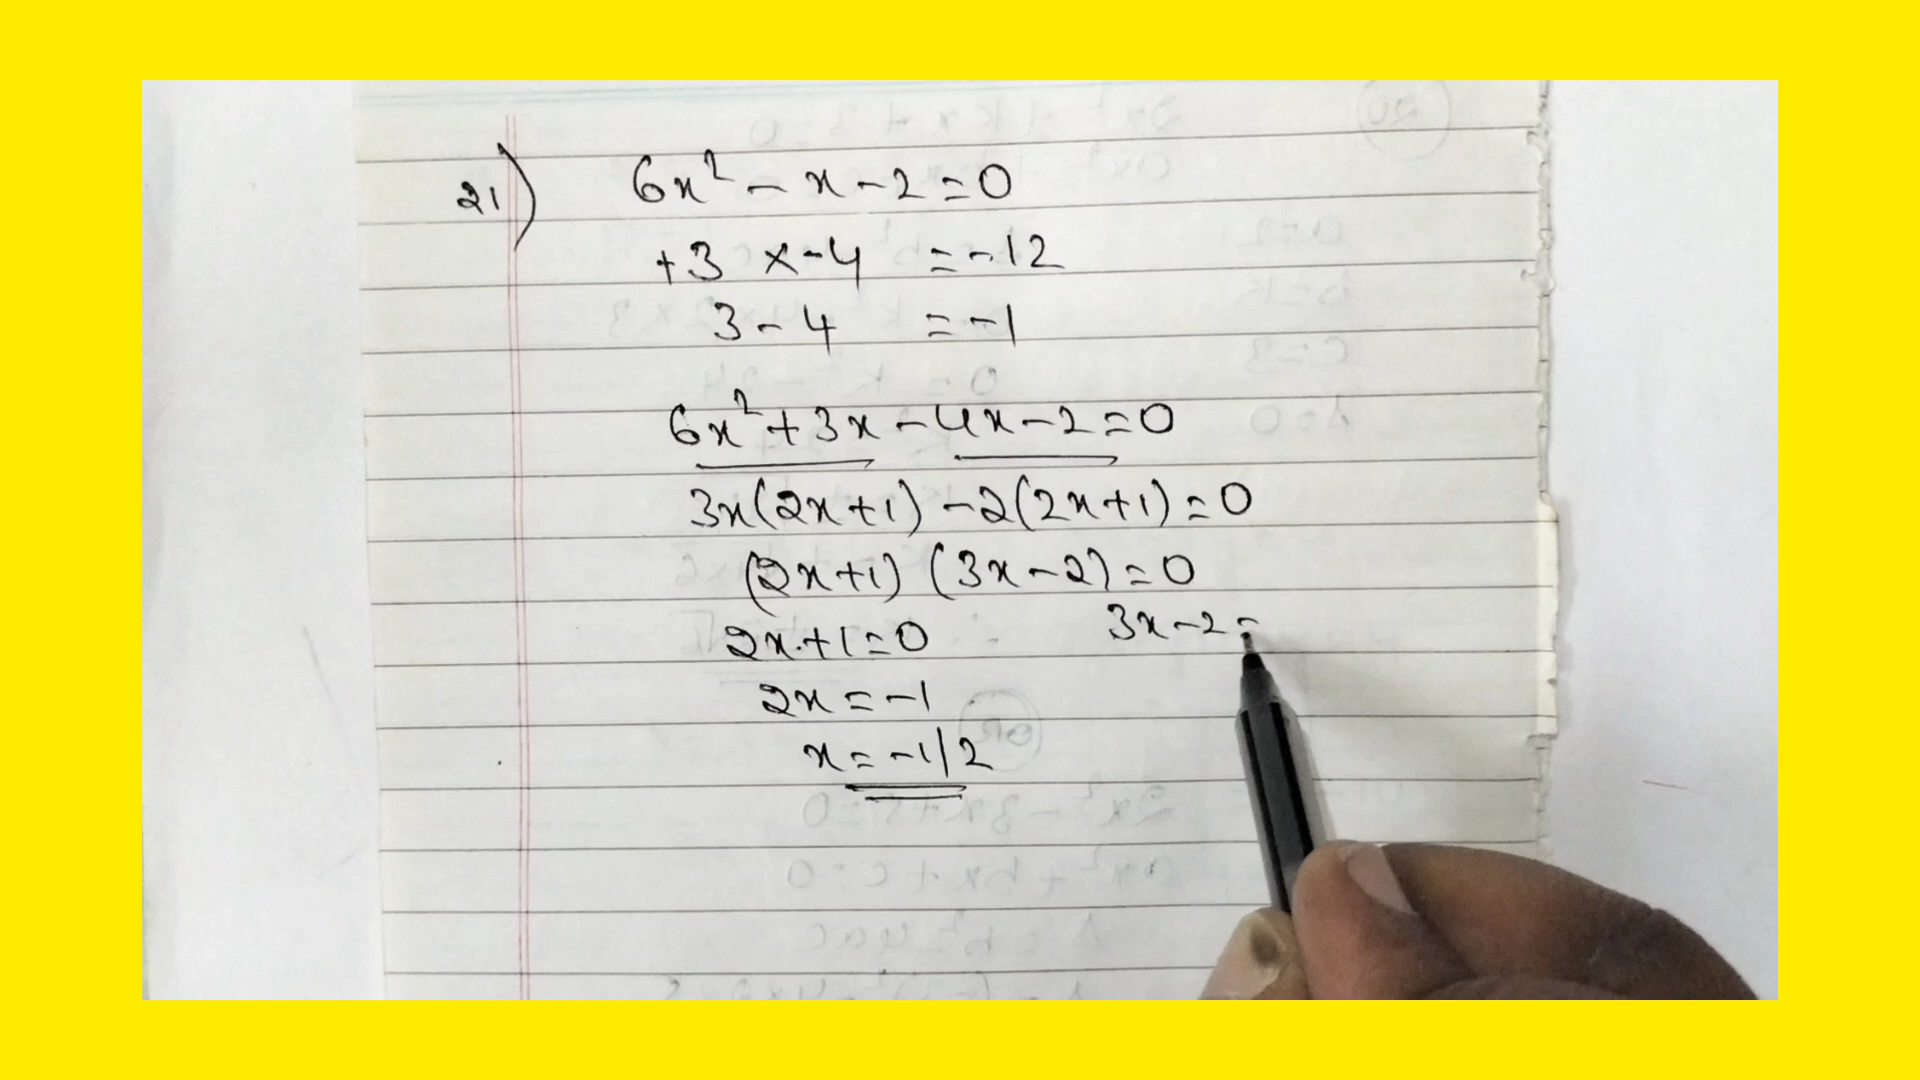 21) 6x² - x - 2 = 0
+3 x -4 = -12
3 - 4 = -1
6x² + 3x - 4x - 2 = 0
3x(2x+1) - 2(2x+1) = 0
(2x+1) (3x-2) = 0
2x+1 = 0 3x-2 =
2x = -1
x = -1/2